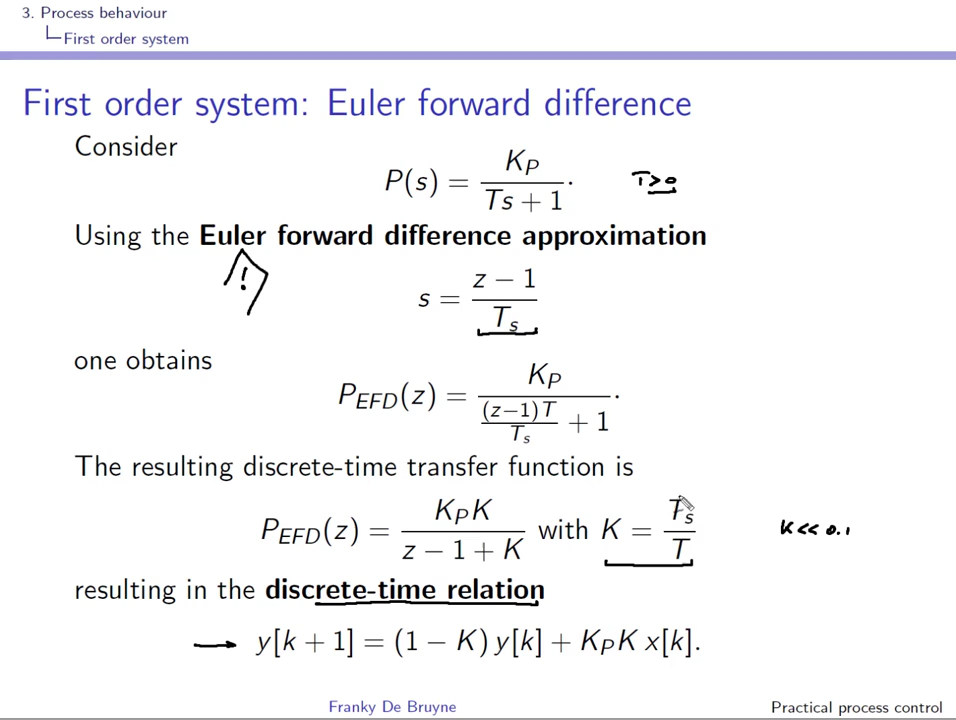 3. Process behaviour
First order system
First order system: Euler forward difference
Consider
P(s) = K_P / (Ts + 1).
T>0
Using the Euler forward difference approximation
!
s = (z − 1) / T_s
one obtains
P_EFD(z) = K_P / ((z−1)T / T_s + 1).
The resulting discrete-time transfer function is
P_EFD(z) = K_P K / (z − 1 + K) with K = T_s / T
K << 0.1
resulting in the discrete-time relation
→ y[k + 1] = (1 − K) y[k] + K_P K x[k].
Franky De Bruyne
Practical process control